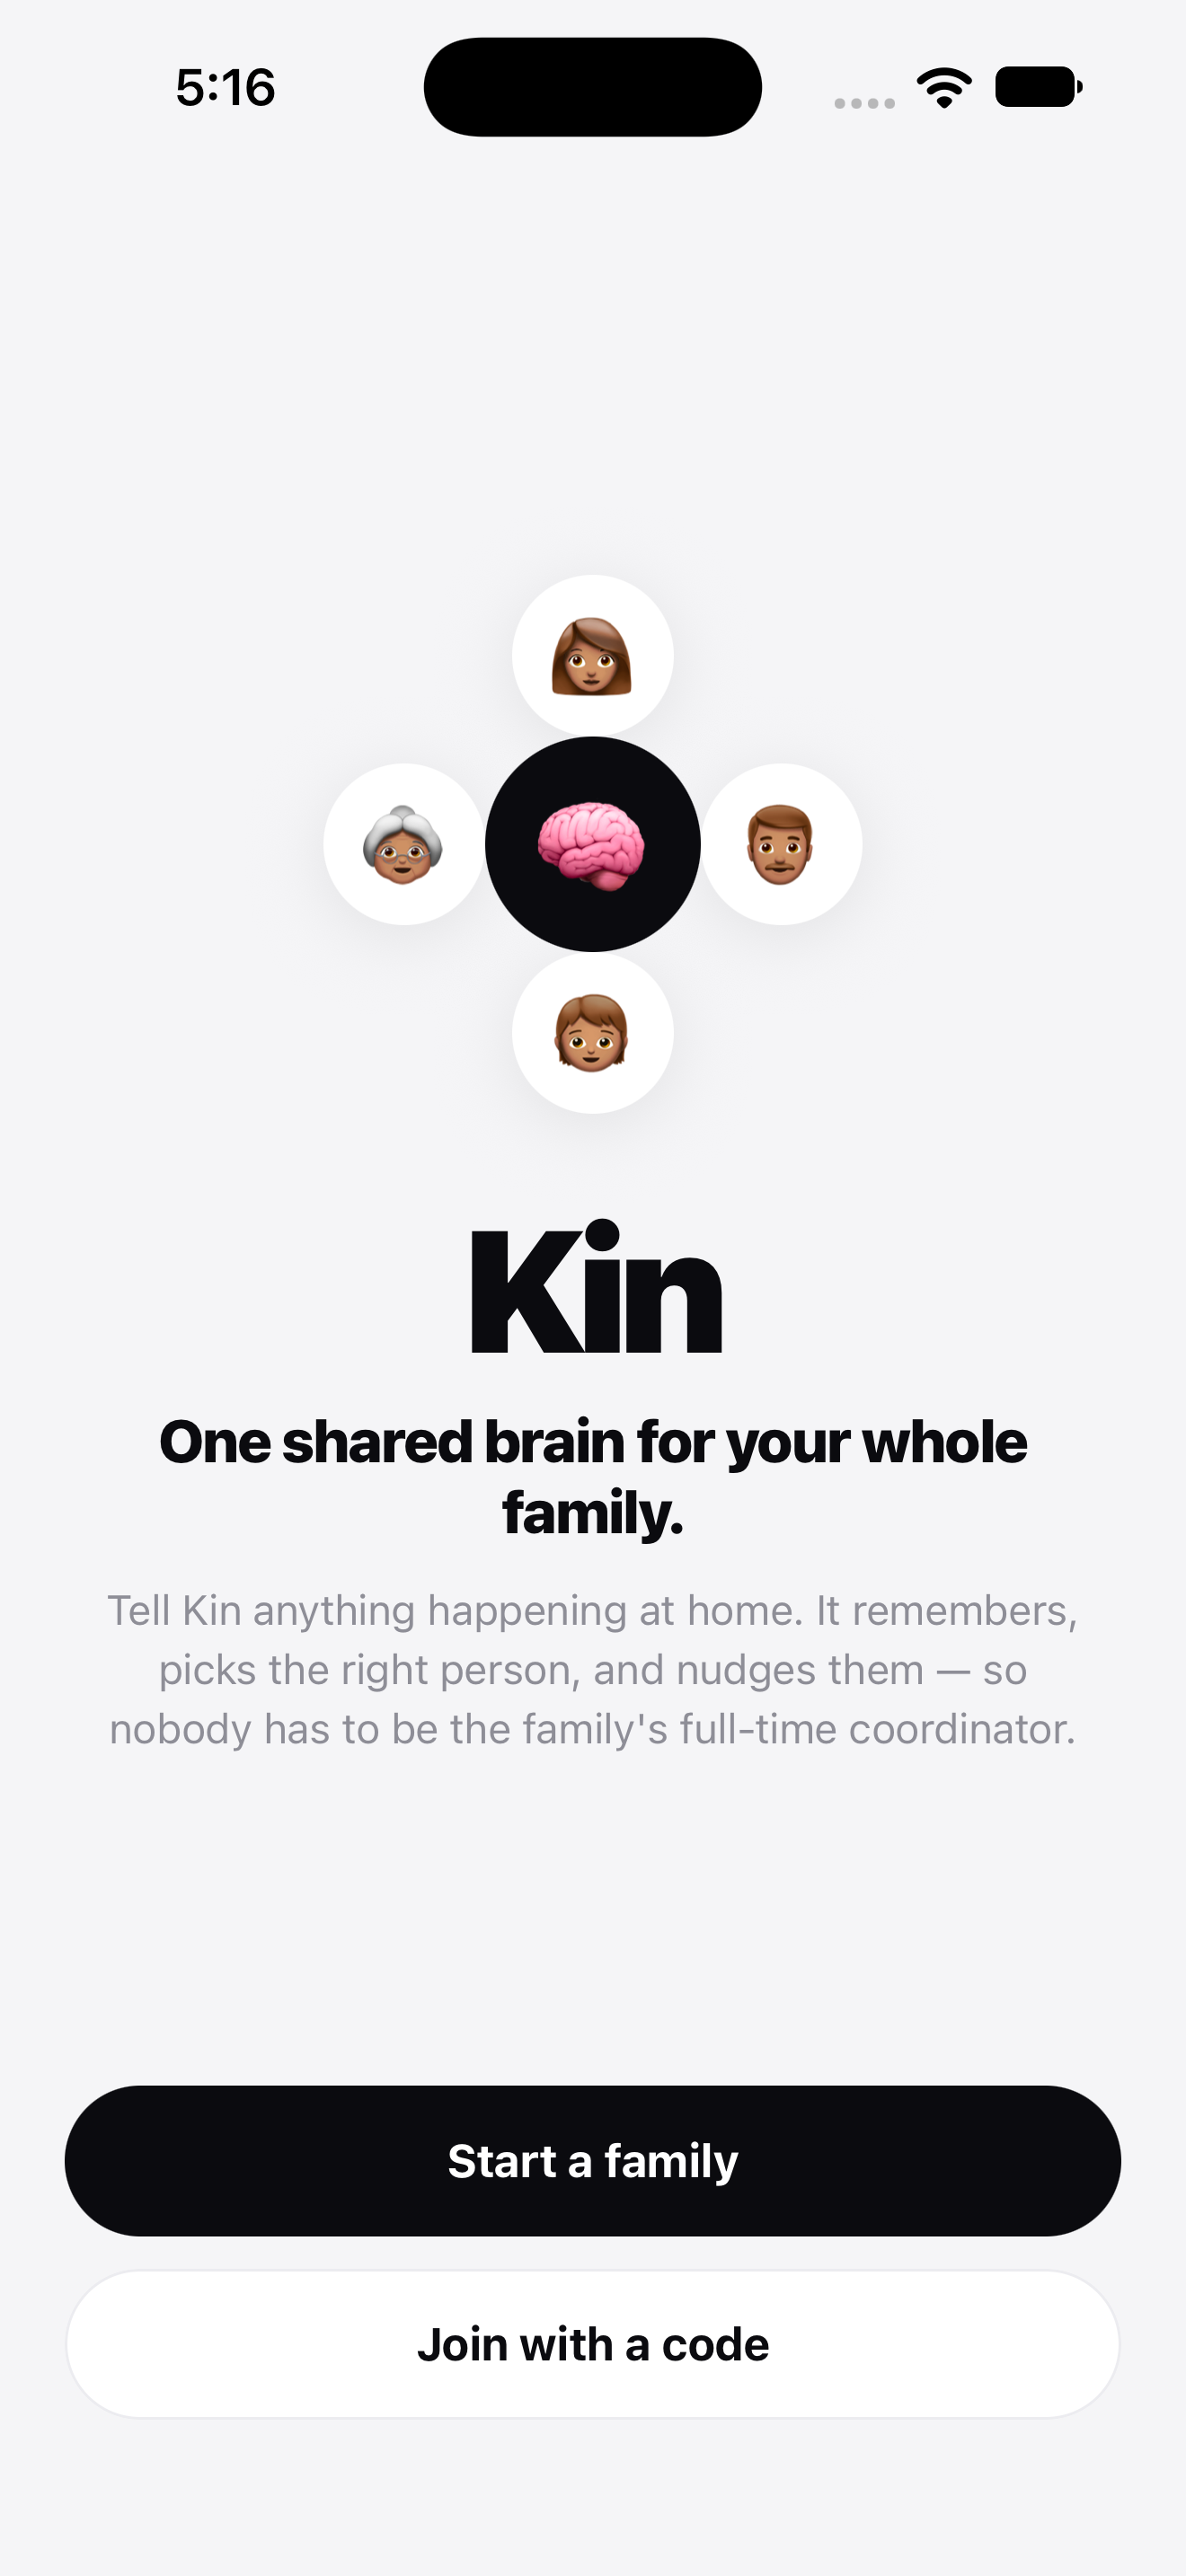 5:16
Kin
One shared brain for your whole
family.
Tell Kin anything happening at home. It remembers,
picks the right person, and nudges them — so
nobody has to be the family's full-time coordinator.
Start a family
Join with a code